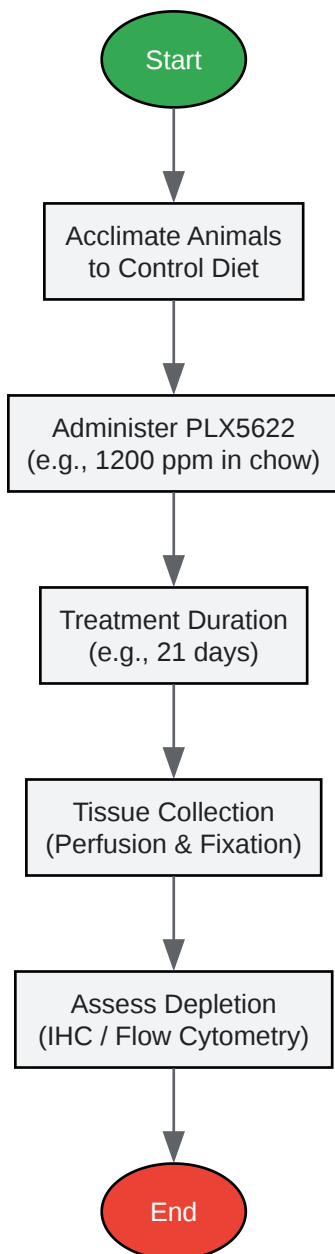 Start
Acclimate Animals
to Control Diet
Administer PLX5622
(e.g., 1200 ppm in chow)
Treatment Duration
(e.g., 21 days)
Tissue Collection
(Perfusion & Fixation)
Assess Depletion
(IHC / Flow Cytometry)
End